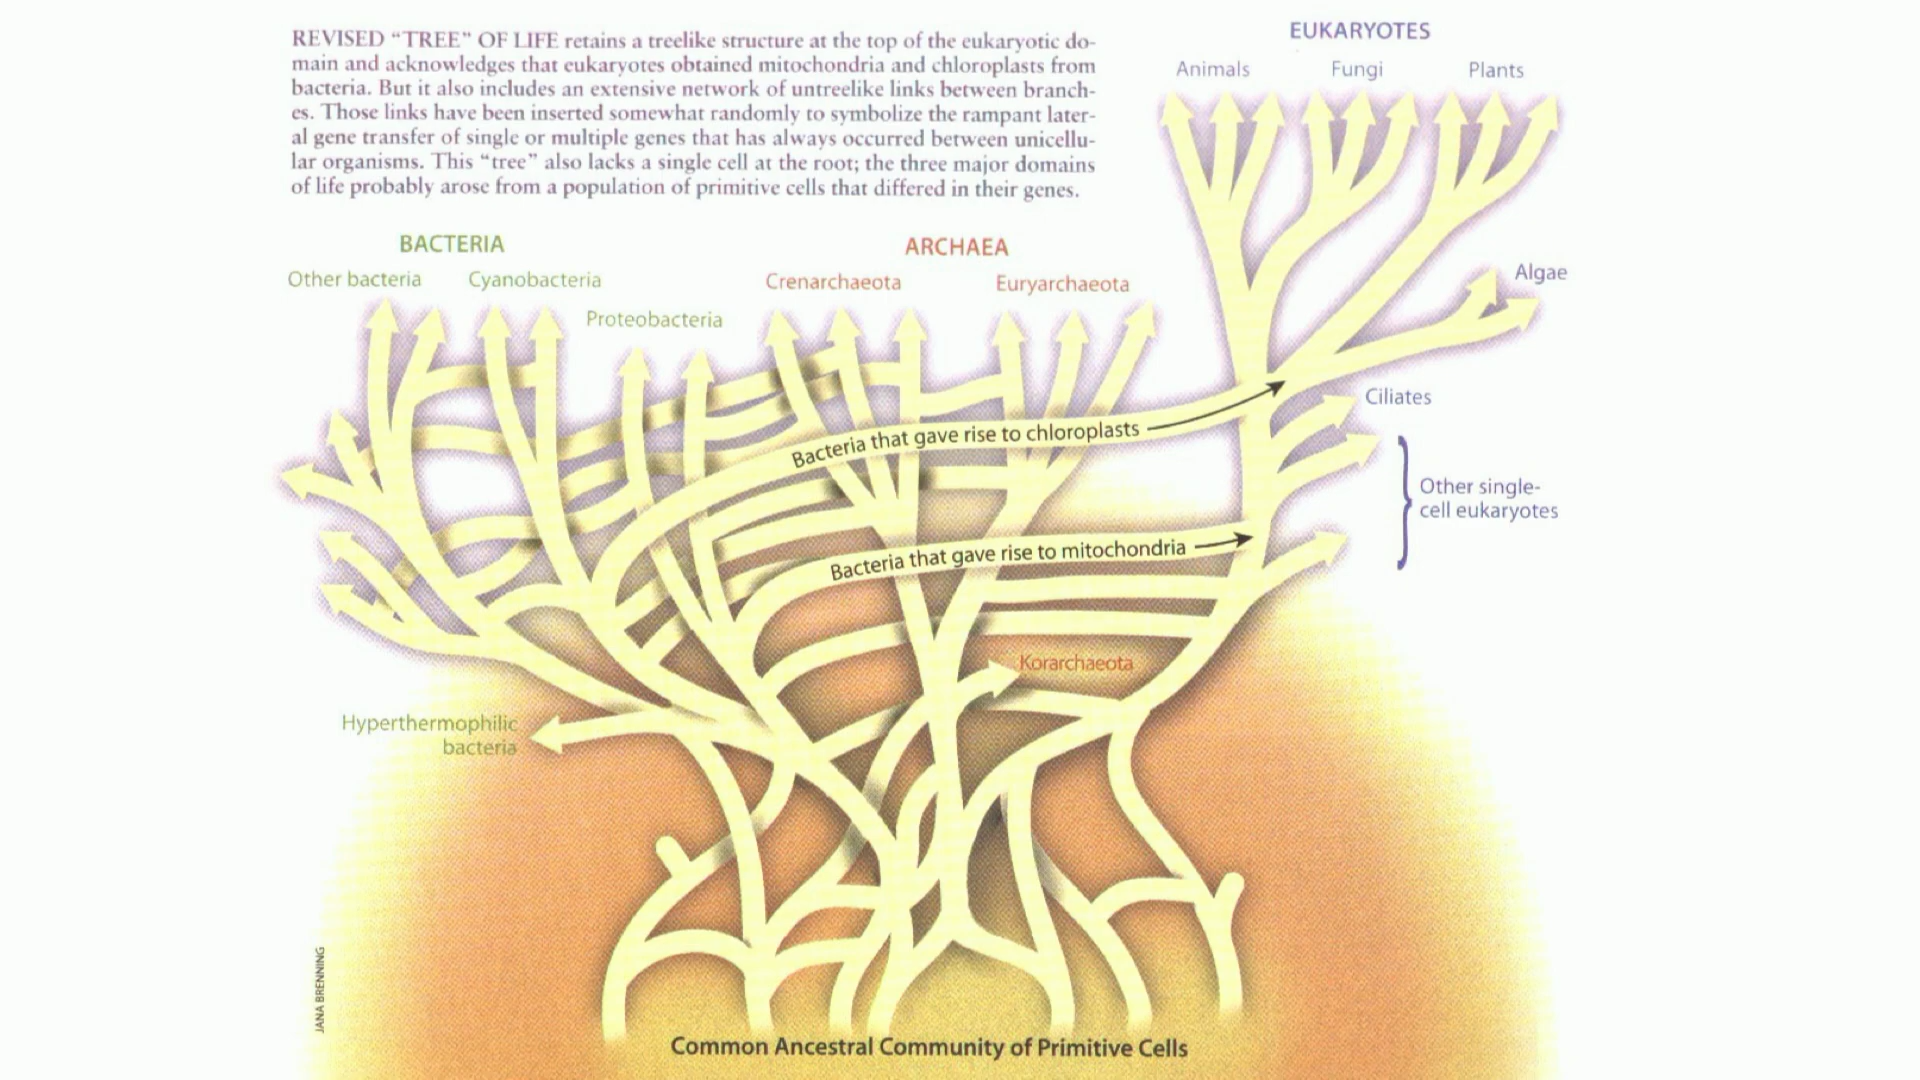 REVISED “TREE” OF LIFE retains a treelike structure at the top of the eukaryotic do-
main and acknowledges that eukaryotes obtained mitochondria and chloroplasts from
bacteria. But it also includes an extensive network of untreelike links between branch-
es. Those links have been inserted somewhat randomly to symbolize the rampant later-
al gene transfer of single or multiple genes that has always occurred between unicellu-
lar organisms. This “tree” also lacks a single cell at the root; the three major domains
of life probably arose from a population of primitive cells that differed in their genes.
EUKARYOTES
Animals Fungi Plants
BACTERIA
Other bacteria Cyanobacteria
Proteobacteria
ARCHAEA
Crenarchaeota Euryarchaeota
Algae
Ciliates
Other single-
cell eukaryotes
Bacteria that gave rise to chloroplasts
Bacteria that gave rise to mitochondria
Korarchaeota
Hyperthermophilic
bacteria
JANA BRENNING
Common Ancestral Community of Primitive Cells